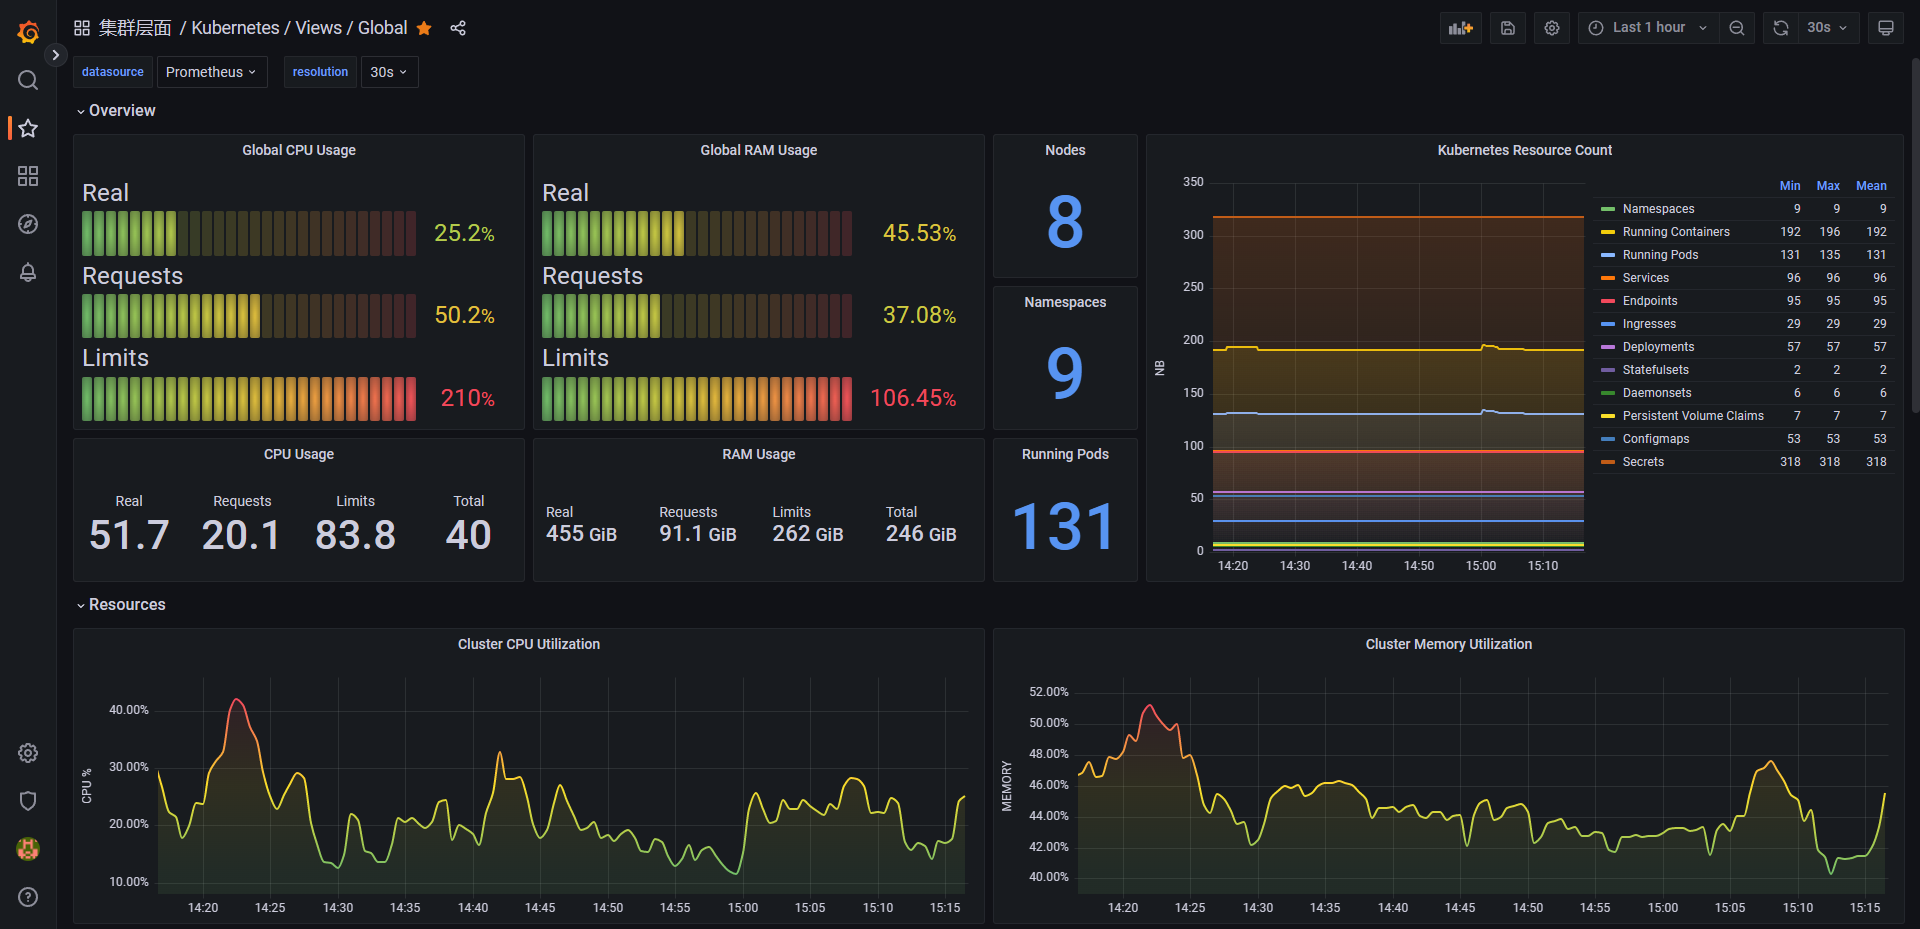 集群层面 / Kubernetes / Views / Global
Last 1 hour
30s
datasource
Prometheus
resolution
30s
Overview
Global CPU Usage
Real
25.2%
Requests
50.2%
Limits
210%
Global RAM Usage
Real
45.53%
Requests
37.08%
Limits
106.45%
Nodes
8
Namespaces
9
Kubernetes Resource Count
NB
350
300
250
200
150
100
50
0
14:20 14:30 14:40 14:50 15:00 15:10
Min Max Mean
Namespaces 9 9 9
Running Containers 192 196 192
Running Pods 131 135 131
Services 96 96 96
Endpoints 95 95 95
Ingresses 29 29 29
Deployments 57 57 57
Statefulsets 2 2 2
Daemonsets 6 6 6
Persistent Volume Claims 7 7 7
Configmaps 53 53 53
Secrets 318 318 318
CPU Usage
Real Requests Limits Total
51.7 20.1 83.8 40
RAM Usage
Real Requests Limits Total
455 GiB 91.1 GiB 262 GiB 246 GiB
Running Pods
131
Resources
Cluster CPU Utilization
CPU %
40.00%
30.00%
20.00%
10.00%
14:20 14:25 14:30 14:35 14:40 14:45 14:50 14:55 15:00 15:05 15:10 15:15
Cluster Memory Utilization
MEMORY
52.00%
50.00%
48.00%
46.00%
44.00%
42.00%
40.00%
14:20 14:25 14:30 14:35 14:40 14:45 14:50 14:55 15:00 15:05 15:10 15:15